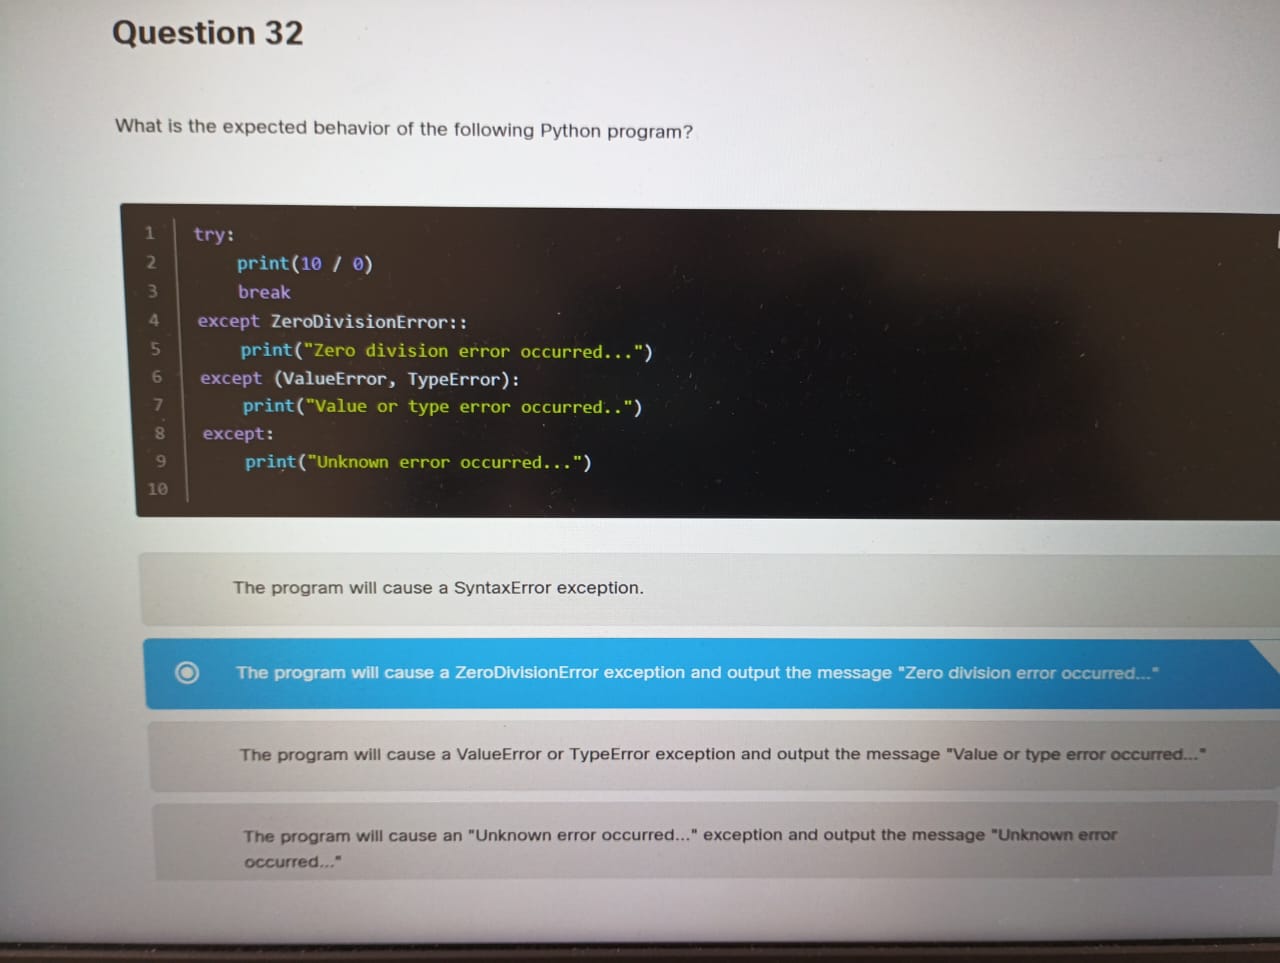 Question 32
What is the expected behavior of the following Python program?
1 try:
2     print(10 / 0)
3     break
4 except ZeroDivisionError::
5     print("Zero division error occurred...")
6 except (ValueError, TypeError):
7     print("Value or type error occurred..")
8 except:
9     print("Unknown error occurred...")
10
The program will cause a SyntaxError exception.
The program will cause a ZeroDivisionError exception and output the message "Zero division error occurred..."
The program will cause a ValueError or TypeError exception and output the message "Value or type error occurred..."
The program will cause an "Unknown error occurred..." exception and output the message "Unknown error
occurred..."